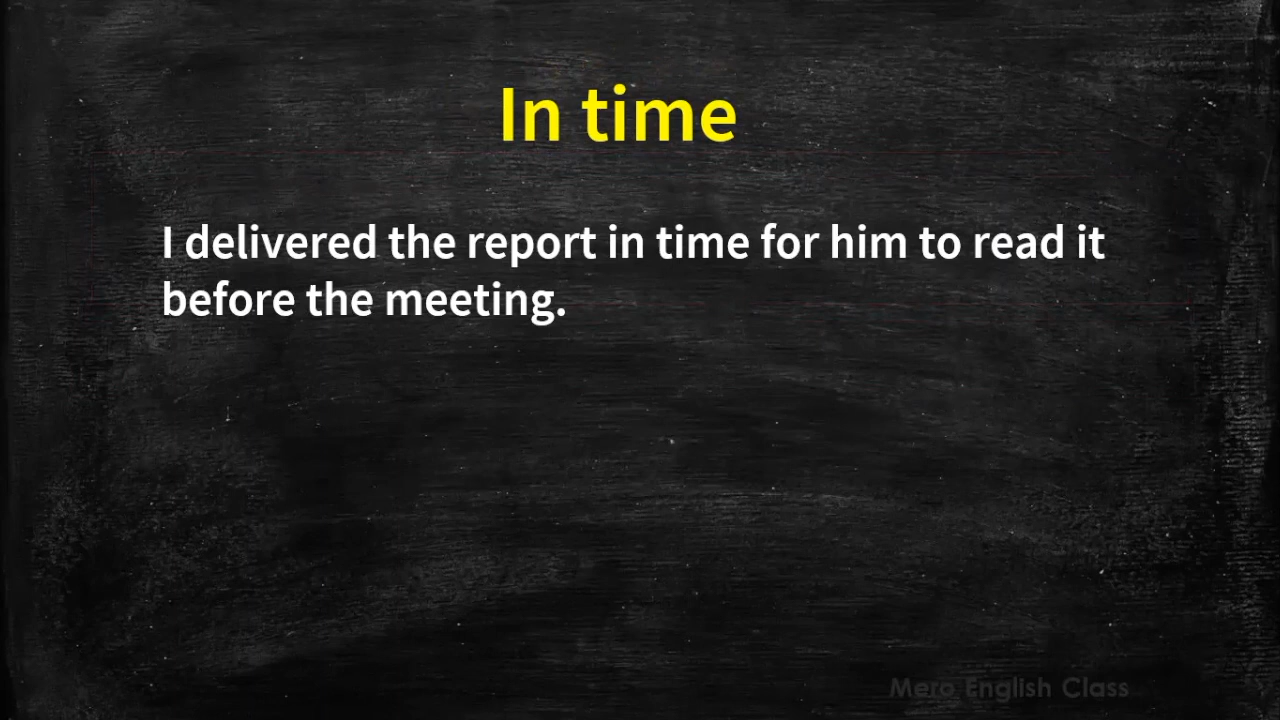 In time
I delivered the report in time for him to read it
before the meeting.
Mero English Class